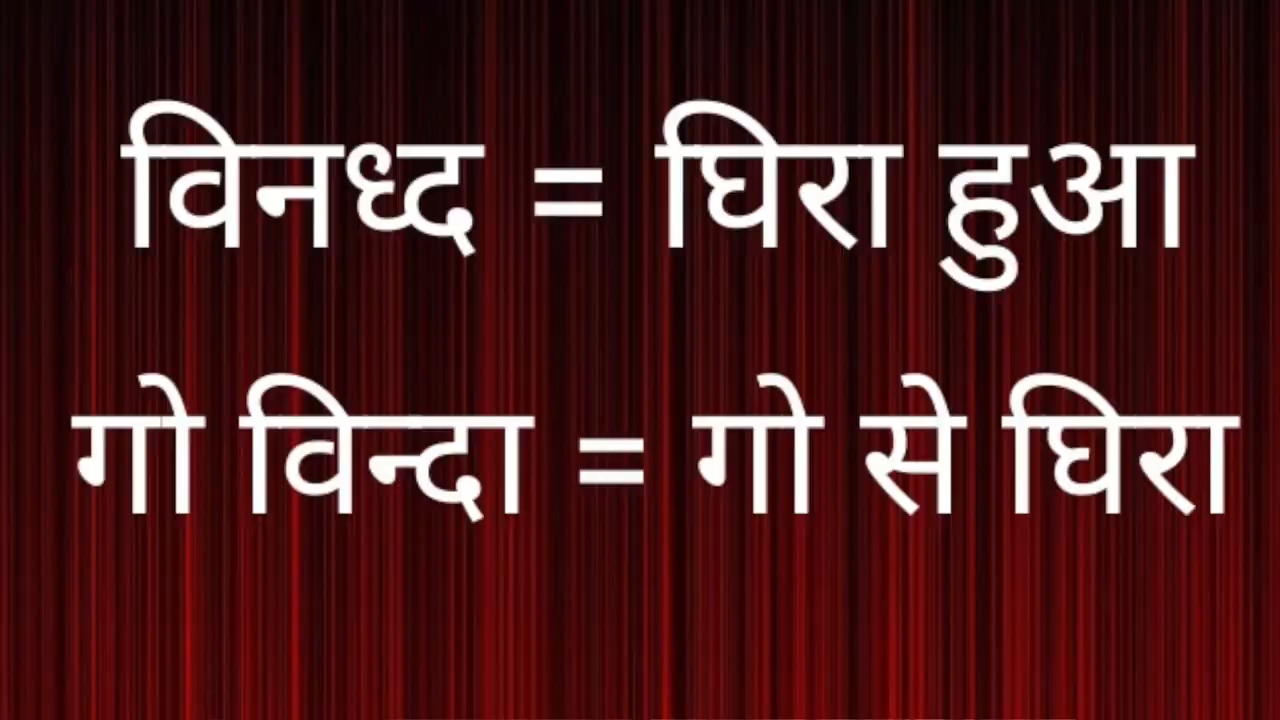 विनध्द = घिरा हुआ
गो विन्दा = गो से घिरा